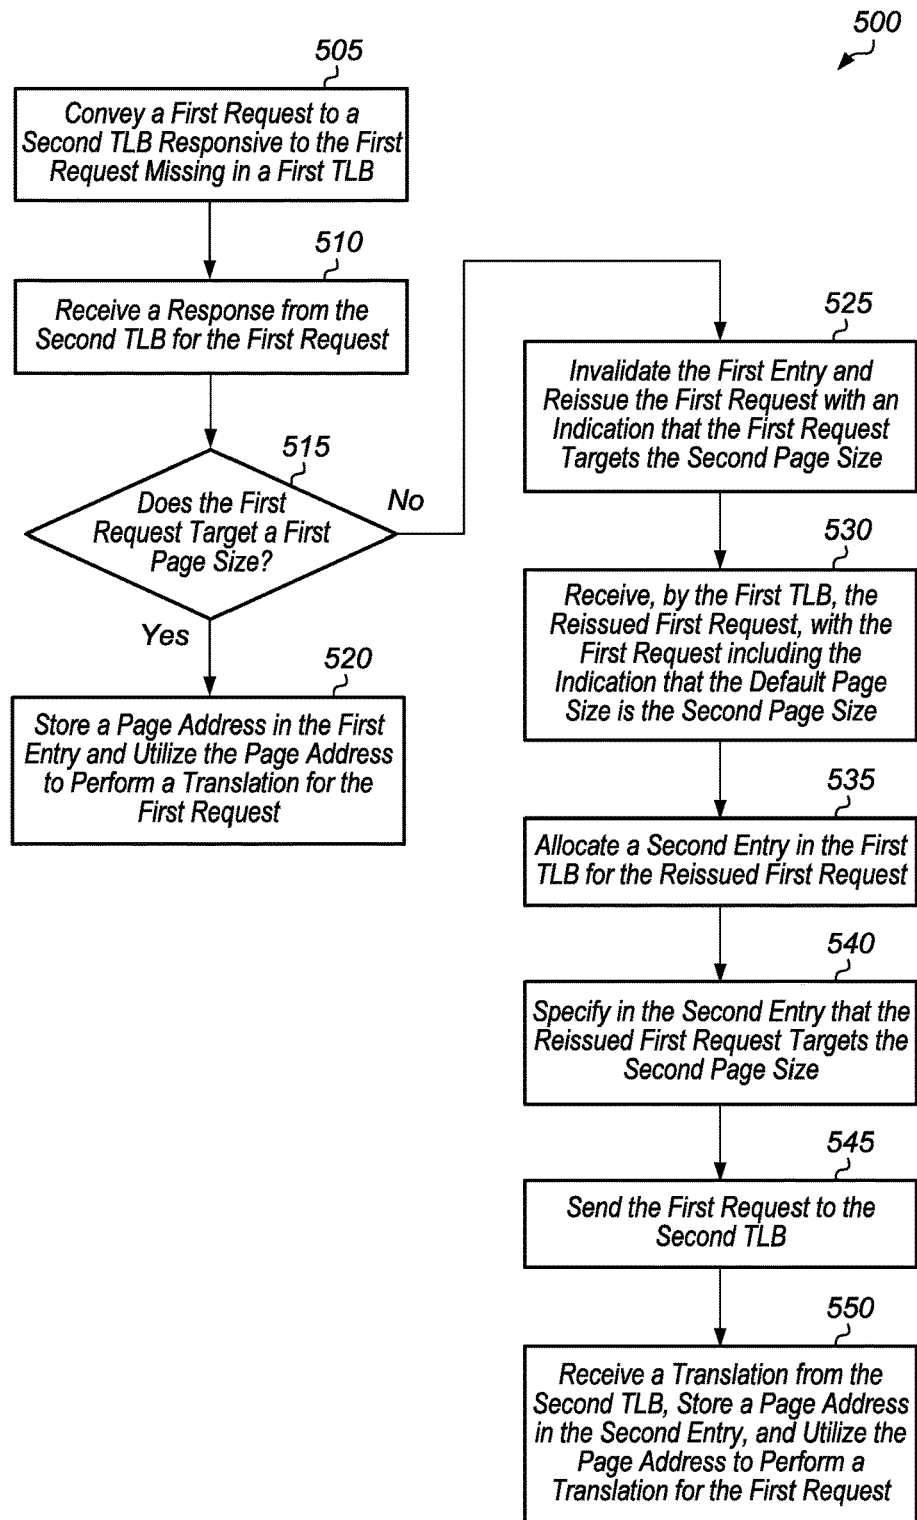 500
505
Convey a First Request to a
Second TLB Responsive to the First
Request Missing in a First TLB
510
Receive a Response from the
Second TLB for the First Request
515
Does the First
Request Target a First
Page Size?
No
Yes
520
Store a Page Address in the First
Entry and Utilize the Page Address
to Perform a Translation for the
First Request
525
Invalidate the First Entry and
Reissue the First Request with an
Indication that the First Request
Targets the Second Page Size
530
Receive, by the First TLB, the
Reissued First Request, with the
First Request including the
Indication that the Default Page
Size is the Second Page Size
535
Allocate a Second Entry in the First
TLB for the Reissued First Request
540
Specify in the Second Entry that the
Reissued First Request Targets the
Second Page Size
545
Send the First Request to the
Second TLB
550
Receive a Translation from the
Second TLB, Store a Page Address
in the Second Entry, and Utilize the
Page Address to Perform a
Translation for the First Request